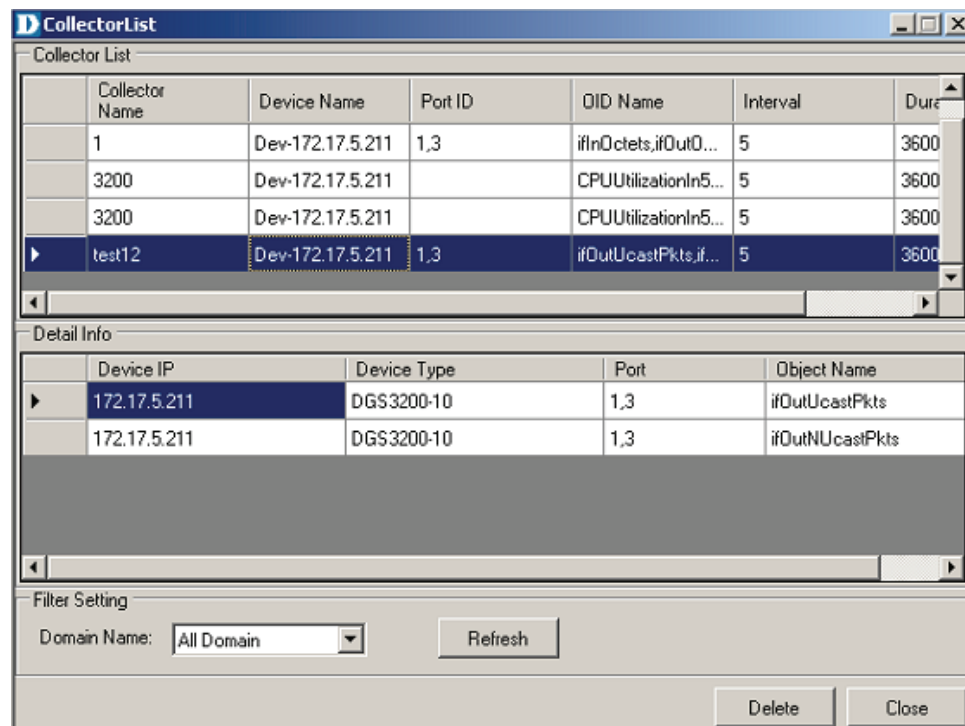 D CollectorList
Collector List
Collector Name Device Name Port ID OID Name Interval Dura
1 Dev-172.17.5.211 1,3 ifInOctets,ifOutO... 5 3600
3200 Dev-172.17.5.211 CPUUtilizationIn5... 5 3600
3200 Dev-172.17.5.211 CPUUtilizationIn5... 5 3600
test12 Dev-172.17.5.211 1,3 ifOutUcastPkts,if... 5 3600
Detail Info
Device IP Device Type Port Object Name
172.17.5.211 DGS3200-10 1,3 ifOutUcastPkts
172.17.5.211 DGS3200-10 1,3 ifOutNUcastPkts
Filter Setting
Domain Name: All Domain Refresh
Delete Close